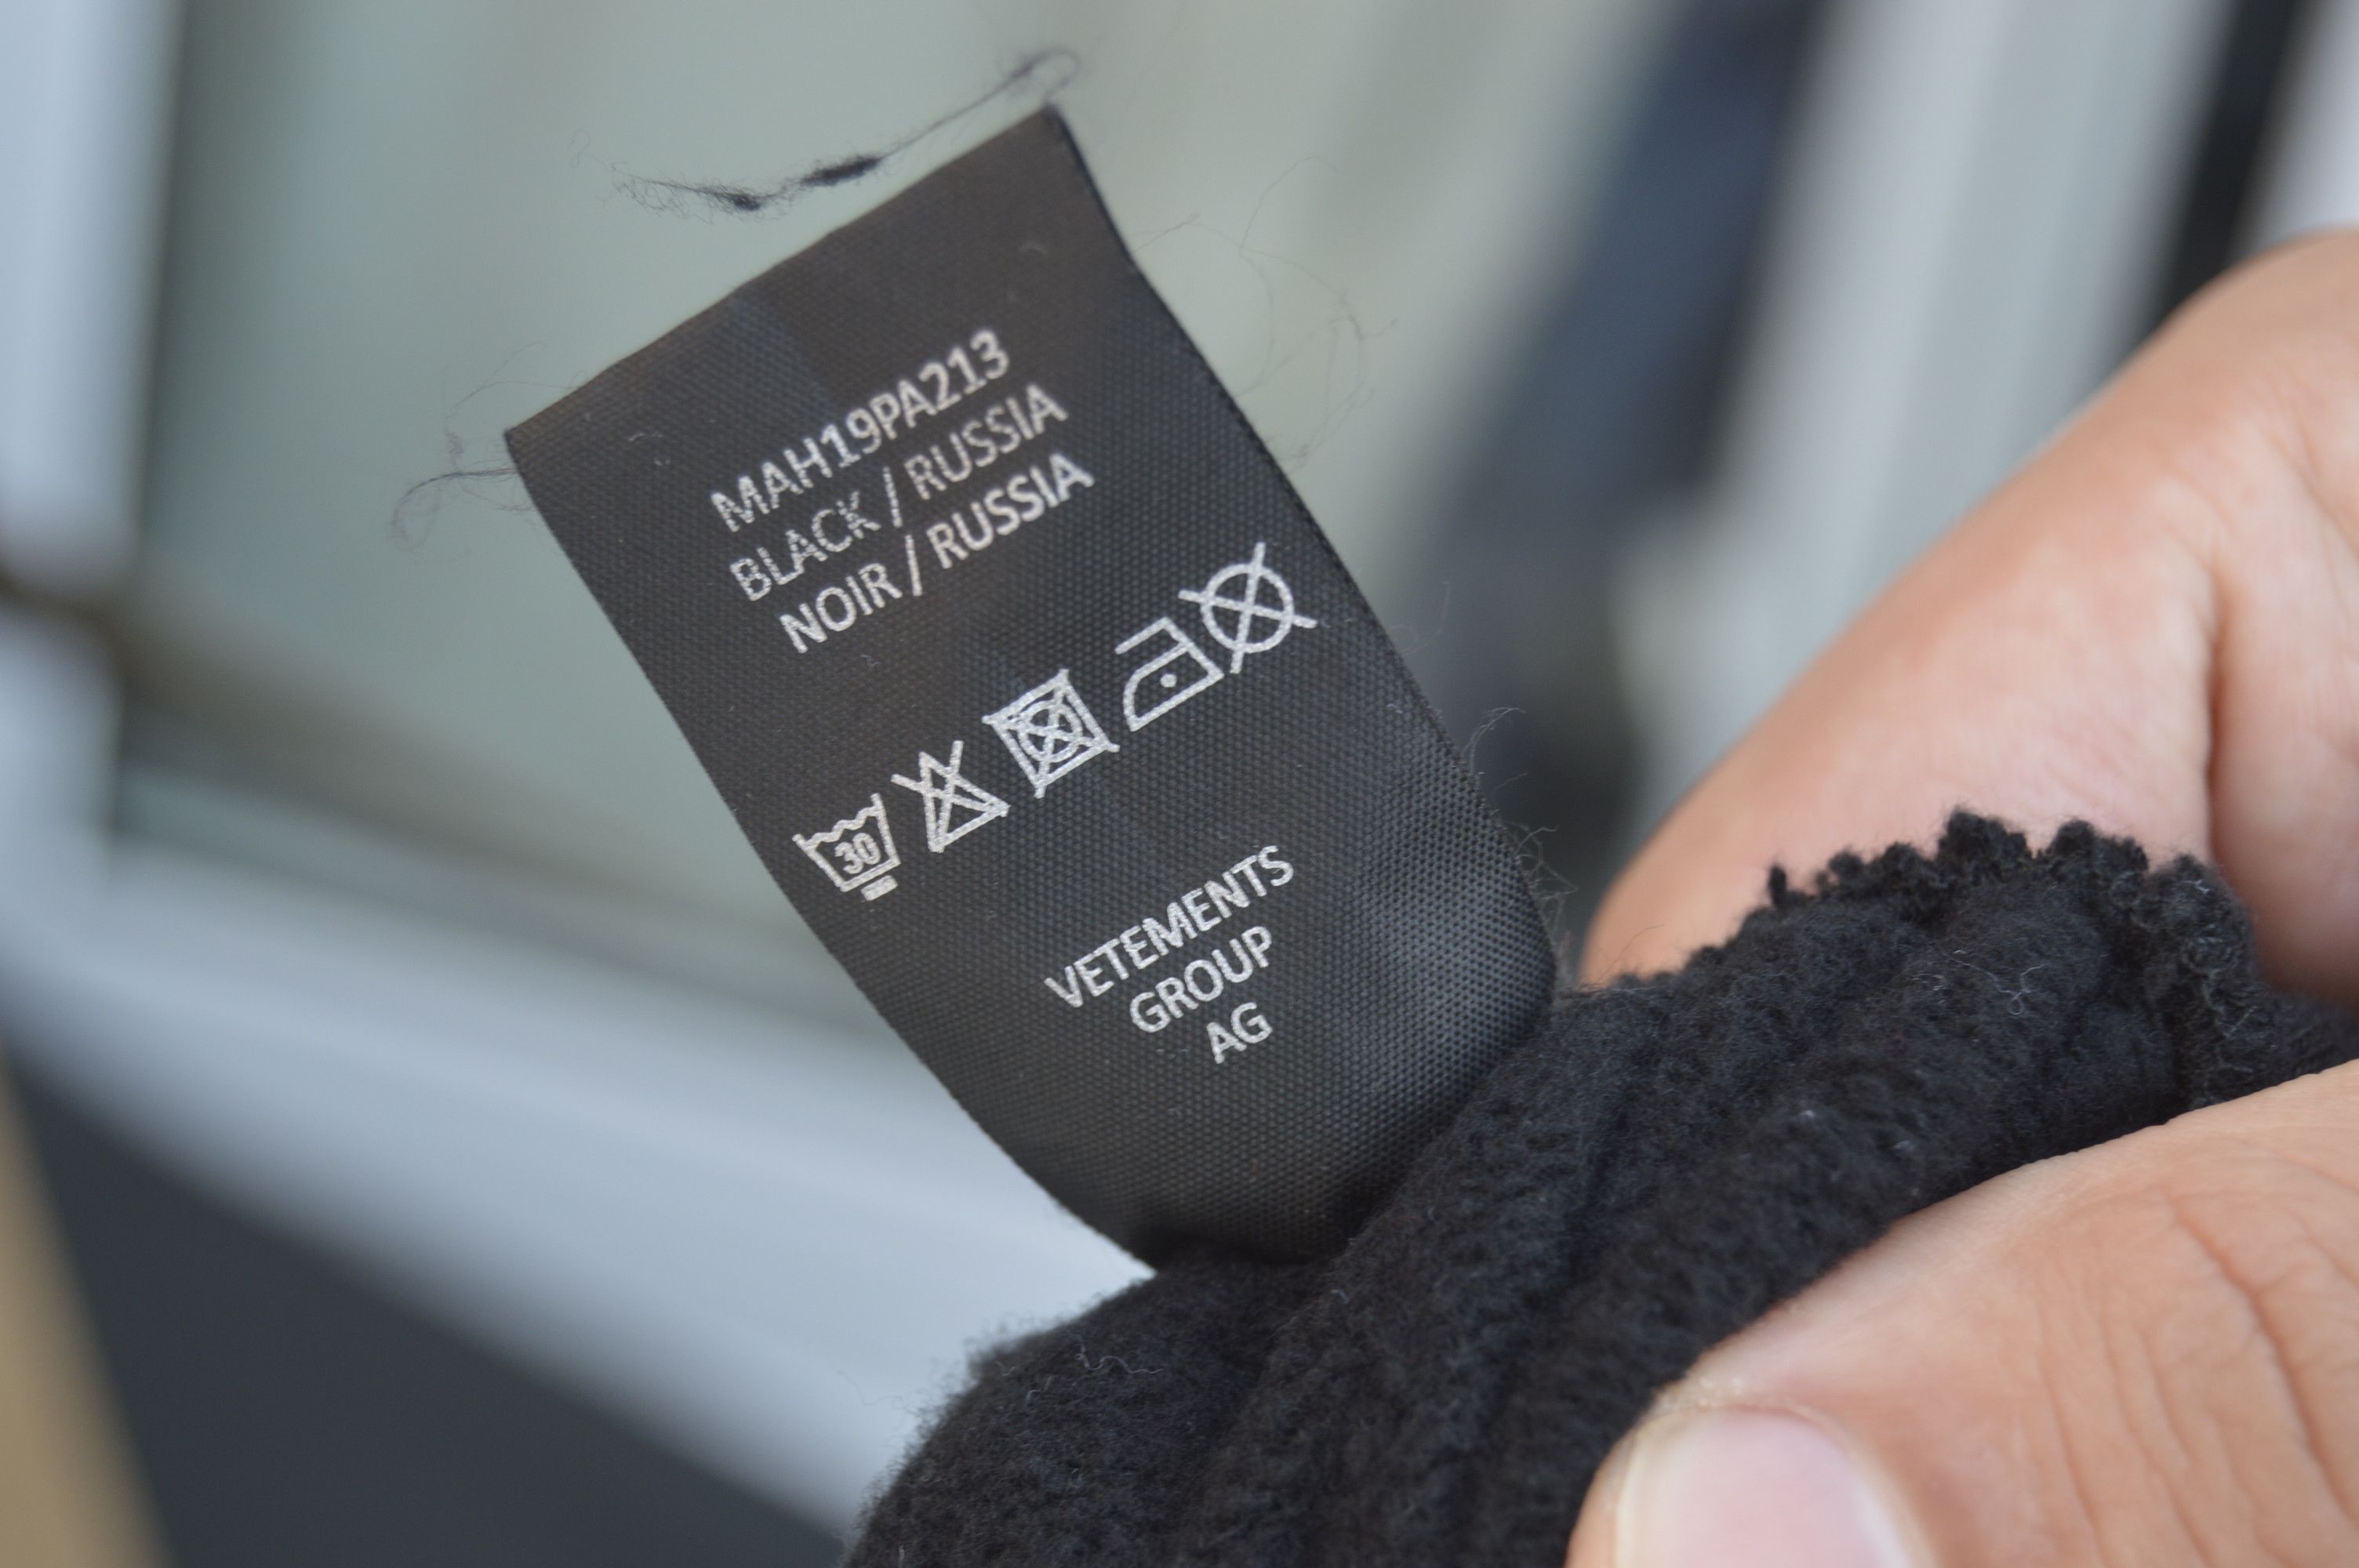 MAH19PA213
BLACK / RUSSIA
NOIR / RUSSIA
30
VETEMENTS
GROUP
AG